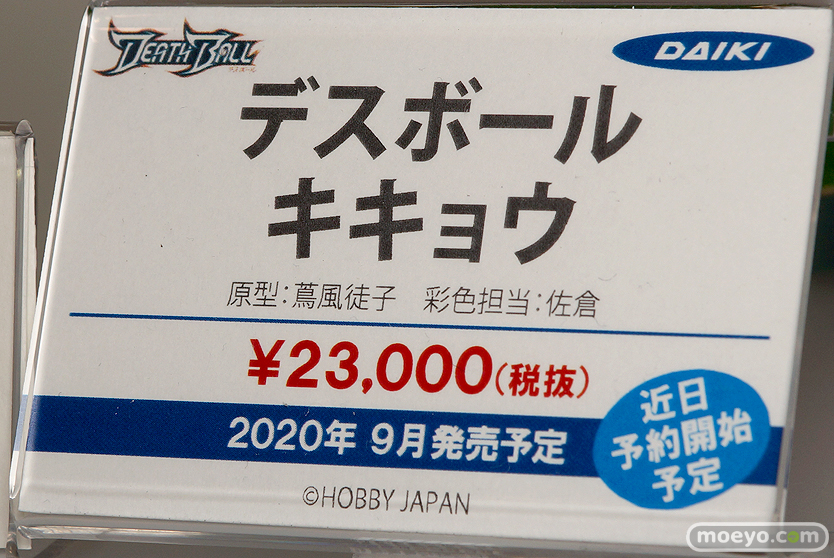 DEATH BALL
デスボール
DAIKI
デスボール
キキョウ
原型：蔦風徒子　彩色担当：佐倉
¥23,000(税抜)
2020年 9月発売予定
近日
予約開始
予定
©HOBBY JAPAN
moeyo.com